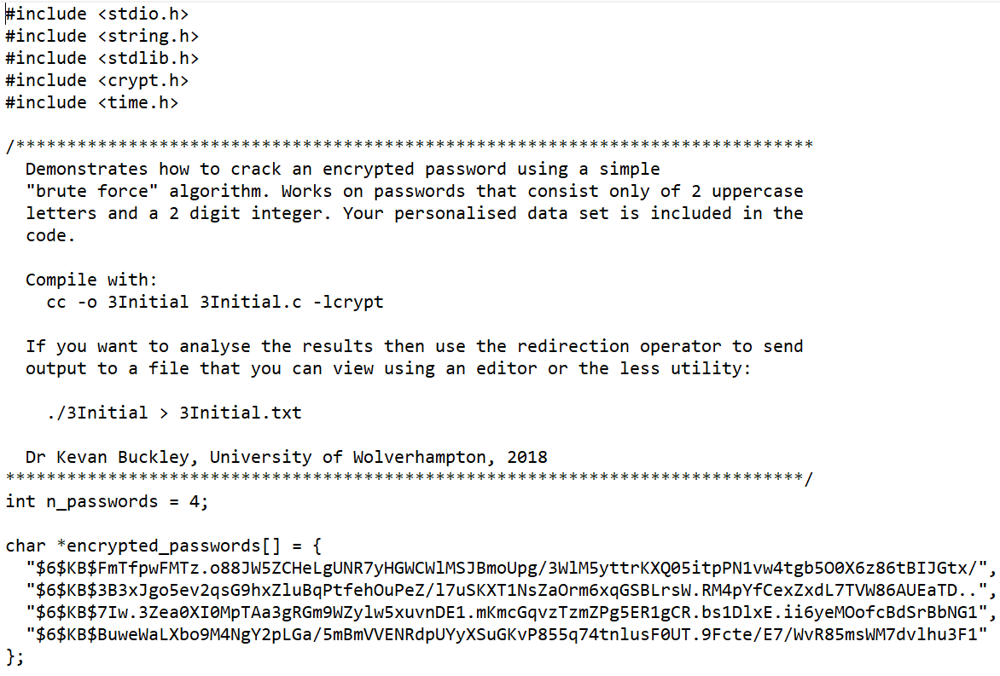 #include <stdio.h>
#include <string.h>
#include <stdlib.h>
#include <crypt.h>
#include <time.h>
/******************************************************************************
Demonstrates how to crack an encrypted password using a simple
"brute force" algorithm. Works on passwords that consist only of 2 uppercase
letters and a 2 digit integer. Your personalised data set is included in the
code.
Compile with:
cc -o 3Initial 3Initial.c -lcrypt
If you want to analyse the results then use the redirection operator to send
output to a file that you can view using an editor or the less utility:
./3Initial > 3Initial.txt
Dr Kevan Buckley, University of Wolverhampton, 2018
******************************************************************************/
int n_passwords = 4;
char *encrypted_passwords[] = {
"$6$KB$FmTfpwFMTz.o88JW5ZCHeLgUNR7yHGWCWlMSJBmoUpg/3WlM5yttrKXQ05itpPN1vw4tgb5O0X6z86tBIJGtx/",
"$6$KB$3B3xJgo5ev2qsG9hxZluBqPtfehOuPeZ/l7uSKXT1NsZaOrm6xqGSBLrsW.RM4pYfCexZxdL7TVW86AUEaTD..",
"$6$KB$7Iw.3Zea0XI0MpTAa3gRGm9WZylw5xuvnDE1.mKmcGqvzTzmZPg5ER1gCR.bs1DlxE.ii6yeMOofcBdSrBbNG1",
"$6$KB$BuweWaLXbo9M4NgY2pLGa/5mBmVVENRdpUYyXSuGKvP855q74tnlusF0UT.9Fcte/E7/WvR85msWM7dvlhu3F1"
};